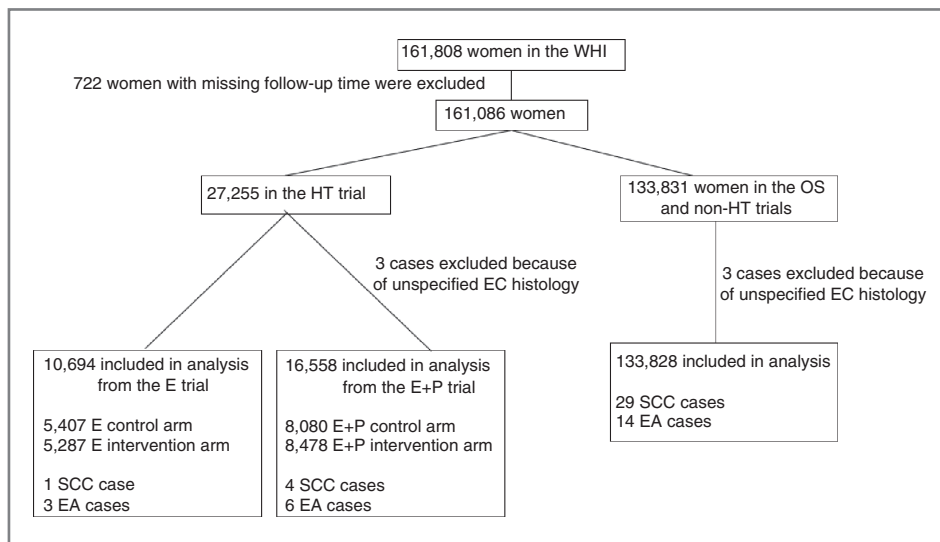 161,808 women in the WHI
722 women with missing follow-up time were excluded
161,086 women
27,255 in the HT trial
133,831 women in the OS
and non-HT trials
3 cases excluded because
of unspecified EC histology
3 cases excluded because
of unspecified EC histology
10,694 included in analysis
from the E trial
5,407 E control arm
5,287 E intervention arm
1 SCC case
3 EA cases
16,558 included in analysis
from the E+P trial
8,080 E+P control arm
8,478 E+P intervention arm
4 SCC cases
6 EA cases
133,828 included in analysis
29 SCC cases
14 EA cases